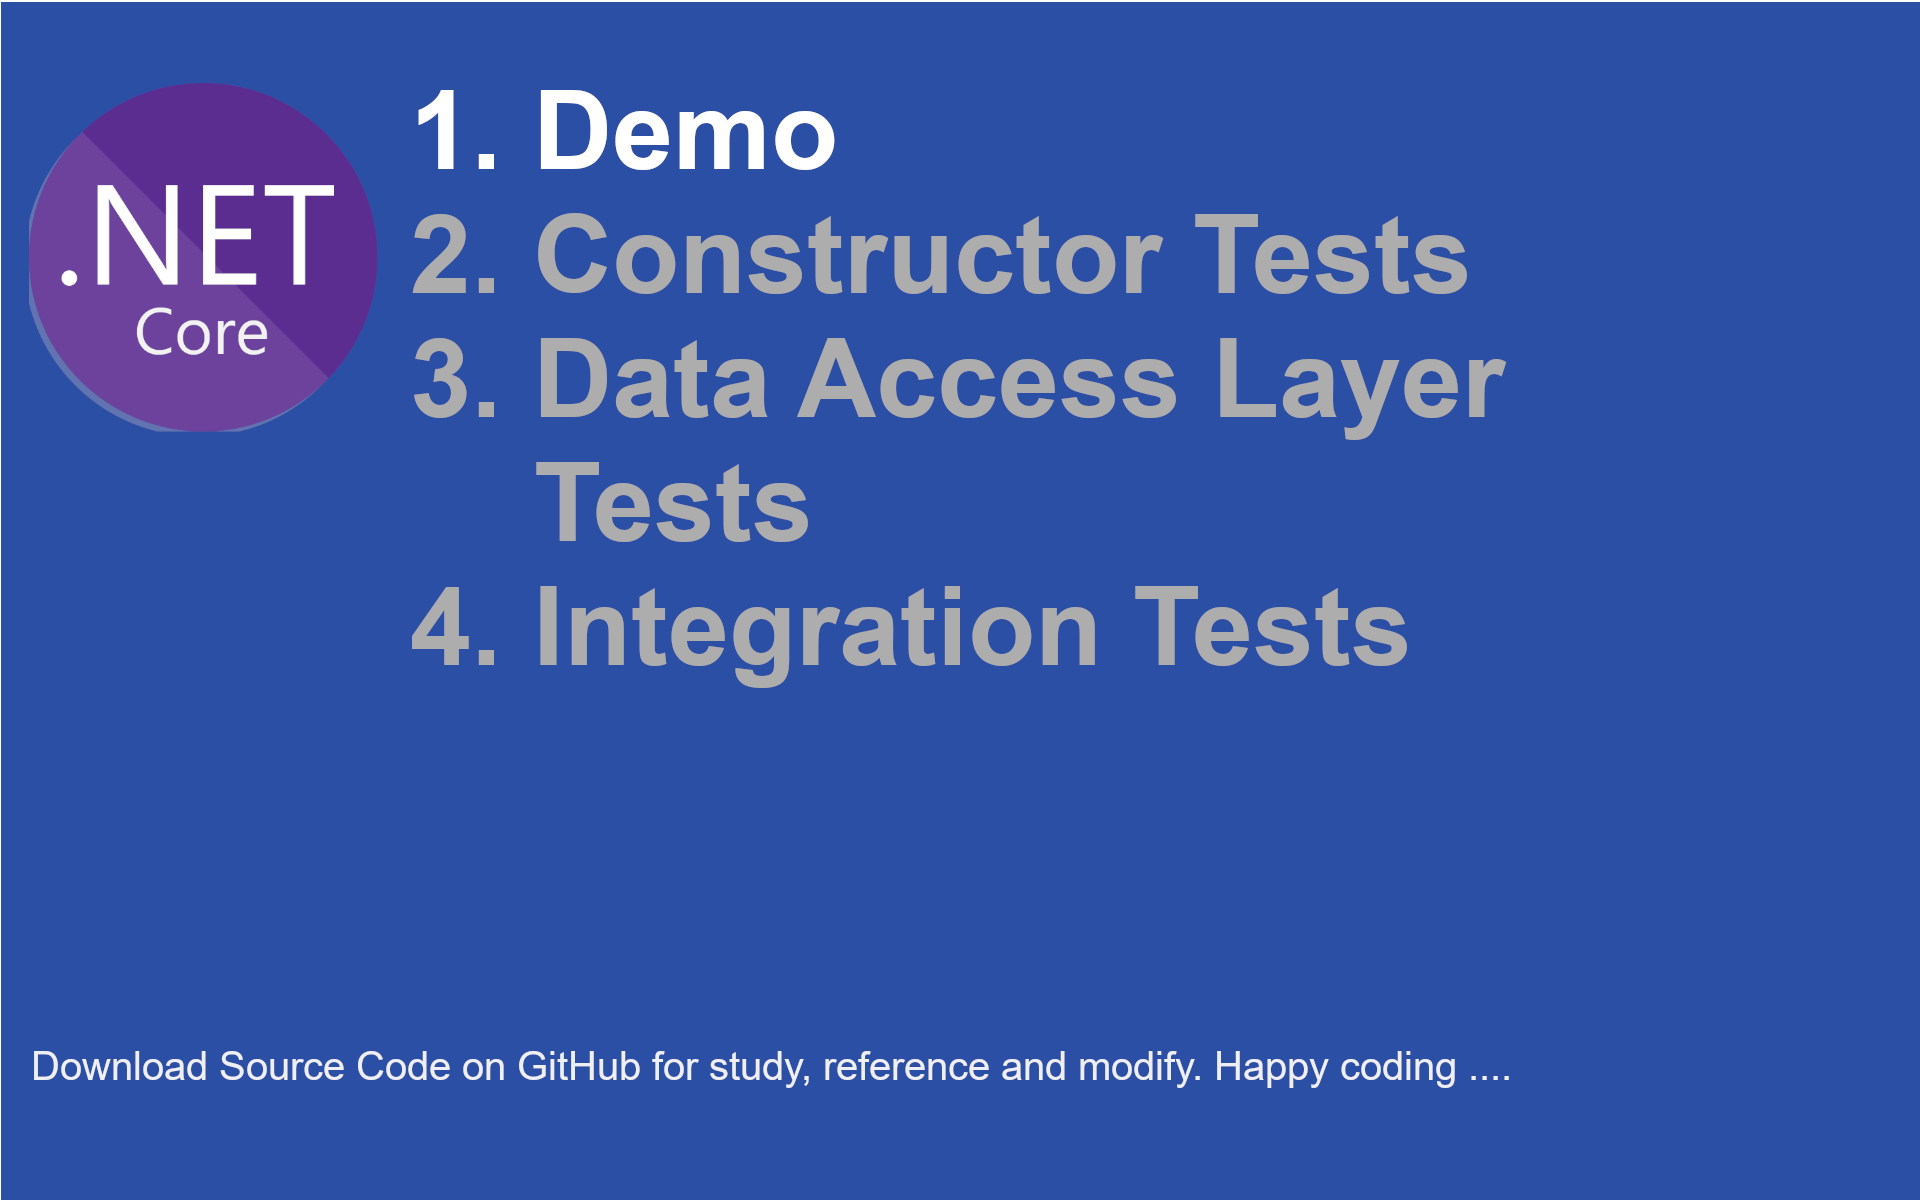 .NET
Core
1. Demo
2. Constructor Tests
3. Data Access Layer
Tests
4. Integration Tests
Download Source Code on GitHub for study, reference and modify. Happy coding ....